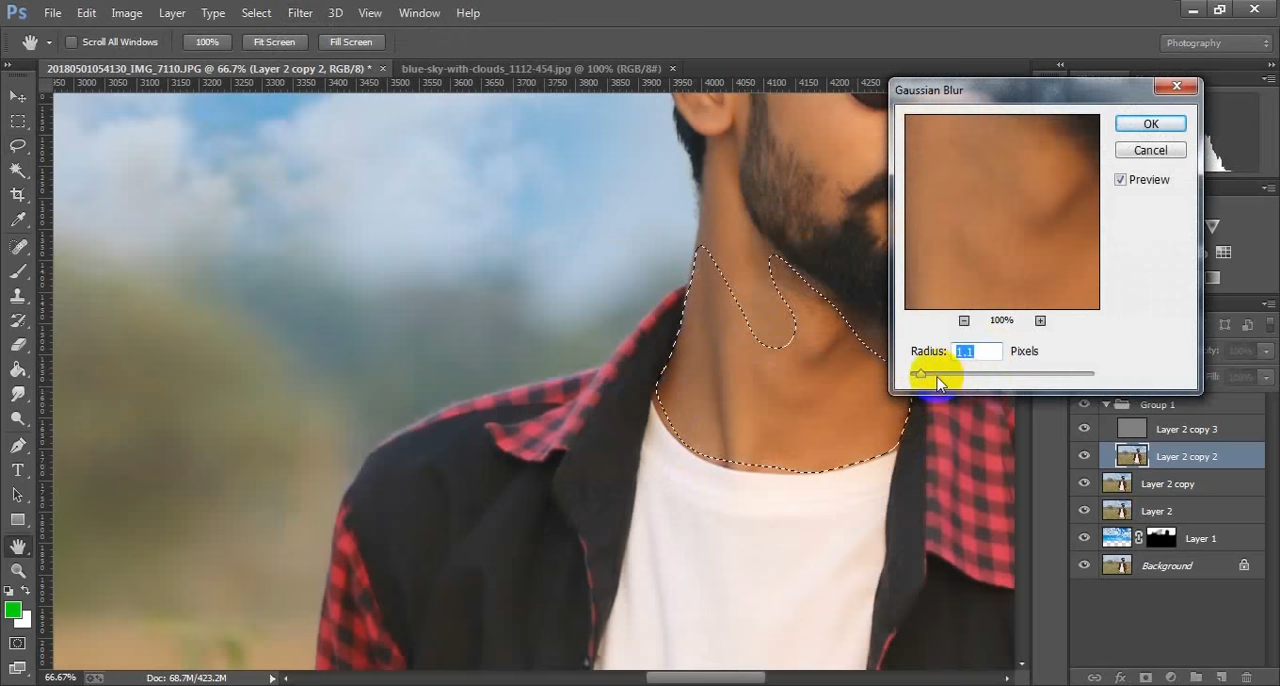 Ps File Edit Image Layer Type Select Filter 3D View Window Help
Scroll All Windows 100% Fit Screen Fill Screen Photography
20180501054130_IMG_7110.JPG @ 66.7% (Layer 2 copy 2, RGB/8) * × blue-sky-with-clouds_1112-454.jpg @ 100% (RGB/8#) ×
3000 3050 3100 3150 3200 3250 3300 3350 3400 3450 3500 3550 3600 3650 3700 3750 3800 3850 3900 3950 4000 4050 4100 4150 4200 4250
Gaussian Blur
OK
Cancel
Preview
100%
Radius: 1.1 Pixels
Group 1
Layer 2 copy 3
Layer 2 copy 2
Layer 2 copy
Layer 2
Layer 1
Background
66.67% Doc: 68.7M/423.2M